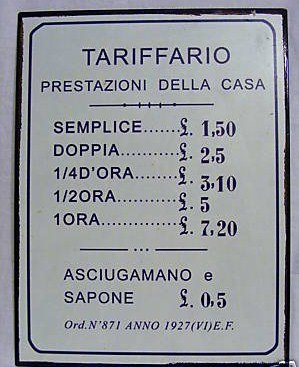 TARIFFARIO
PRESTAZIONI DELLA CASA
SEMPLICE.......£. 1,50
DOPPIA...........£. 2,5
1/4D'ORA........£. 3,10
1/2ORA...........£. 5
1ORA..............£. 7,20
ASCIUGAMANO e
SAPONE £. 0,5
Ord.N°871 ANNO 1927(VI)E.F.